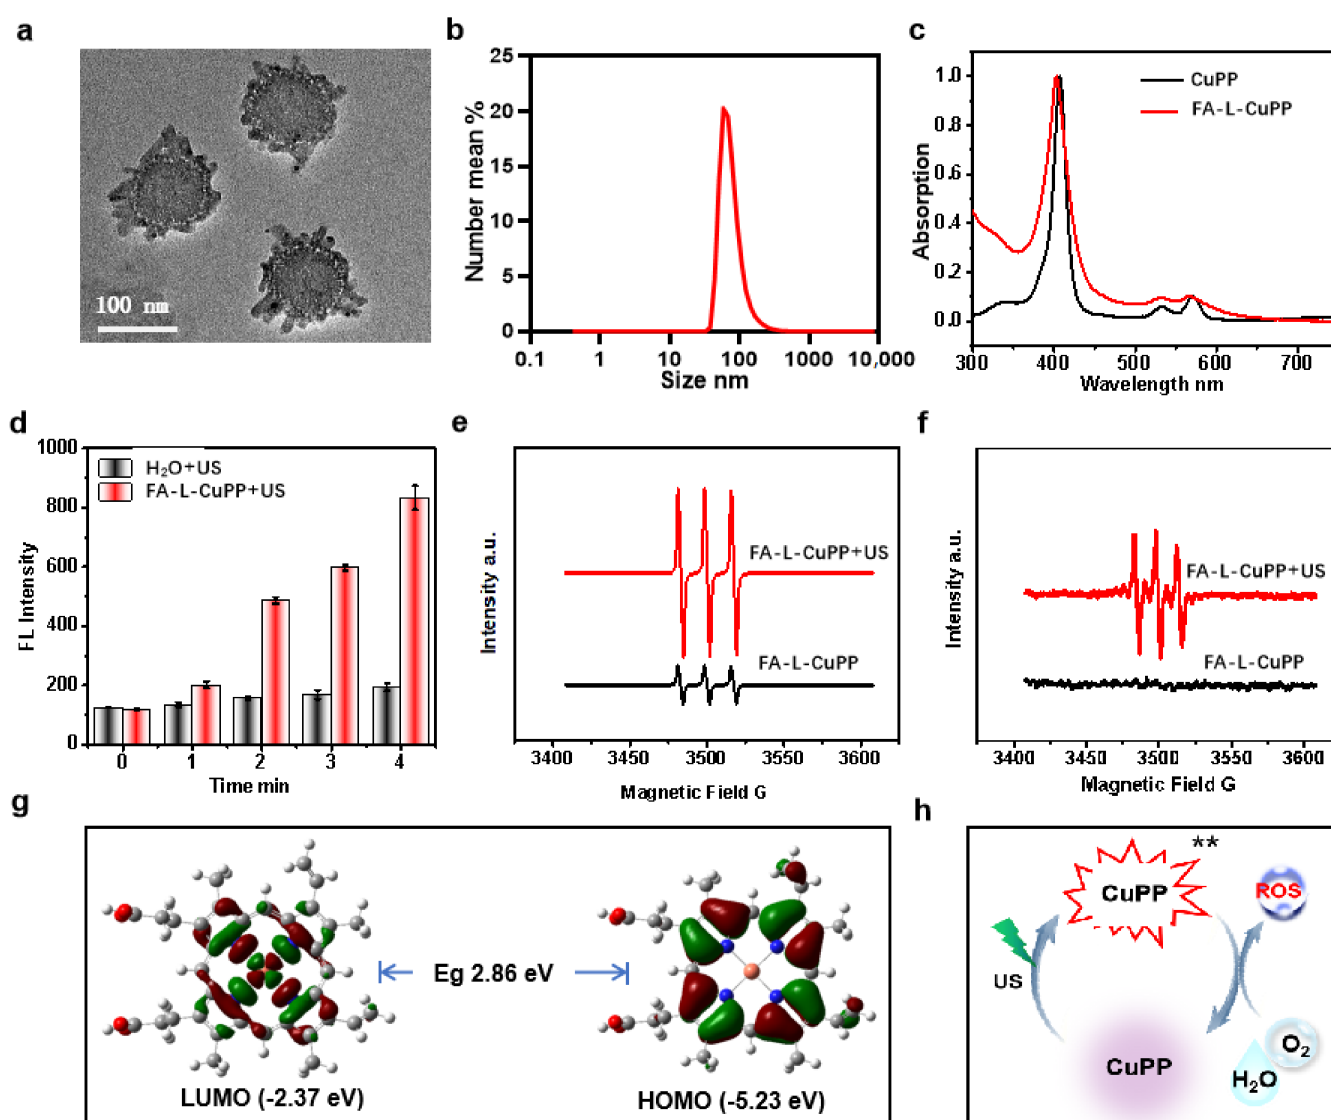 a
100 nm
b
25
20
15
10
5
0
Number mean %
0.1 1 10 100 1000 10,000
Size nm
c
CuPP
FA-L-CuPP
1.0
0.8
0.6
0.4
0.2
0.0
Absorption
300 400 500 600 700
Wavelength nm
d
1000
800
600
400
200
0
FL Intensity
H₂O+US
FA-L-CuPP+US
0 1 2 3 4
Time min
e
Intensity a.u.
FA-L-CuPP+US
FA-L-CuPP
3400 3450 3500 3550 3600
Magnetic Field G
f
Intensity a.u.
FA-L-CuPP+US
FA-L-CuPP
3400 3450 3500 3550 3600
Magnetic Field G
g
Eg 2.86 eV
LUMO (-2.37 eV)
HOMO (-5.23 eV)
h
**
CuPP
ROS
US
CuPP
O₂
H₂O